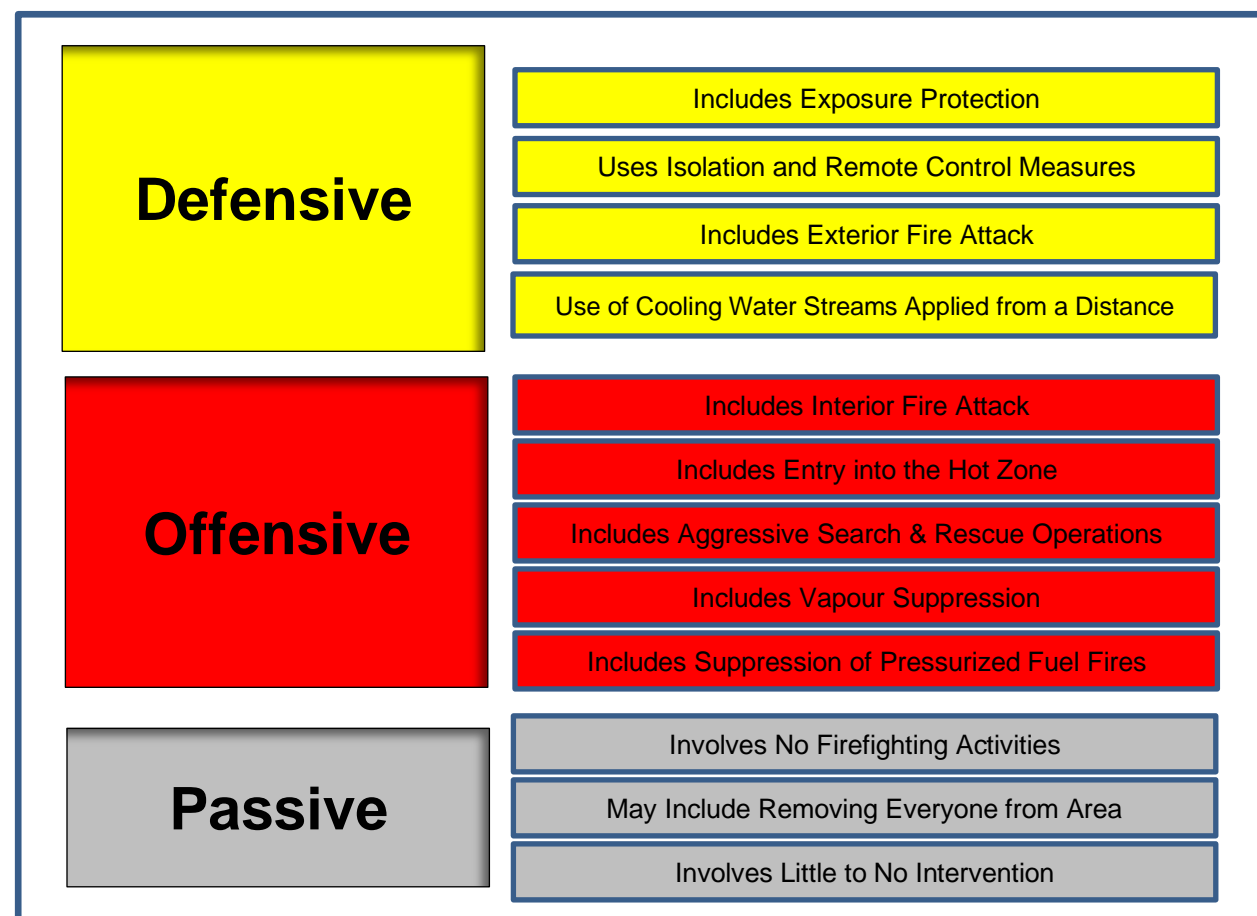 Defensive
Includes Exposure Protection
Uses Isolation and Remote Control Measures
Includes Exterior Fire Attack
Use of Cooling Water Streams Applied from a Distance
Offensive
Includes Interior Fire Attack
Includes Entry into the Hot Zone
Includes Aggressive Search & Rescue Operations
Includes Vapour Suppression
Includes Suppression of Pressurized Fuel Fires
Passive
Involves No Firefighting Activities
May Include Removing Everyone from Area
Involves Little to No Intervention